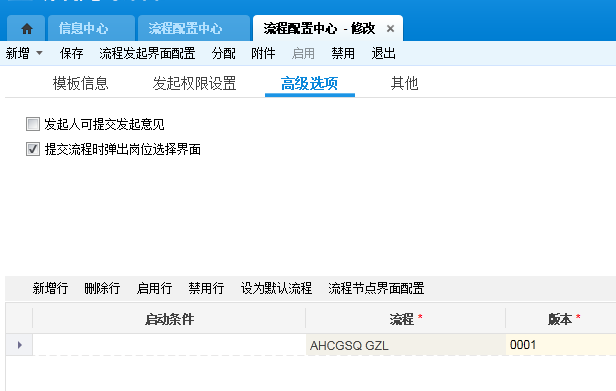 信息中心 流程配置中心 流程配置中心 - 修改 ×
新增 保存 流程发起界面配置 分配 附件 启用 禁用 退出
模板信息 发起权限设置 高级选项 其他
发起人可提交发起意见
提交流程时弹出岗位选择界面
新增行 删除行 启用行 禁用行 设为默认流程 流程节点界面配置
启动条件 流程 * 版本 *
AHCGSQ GZL 0001